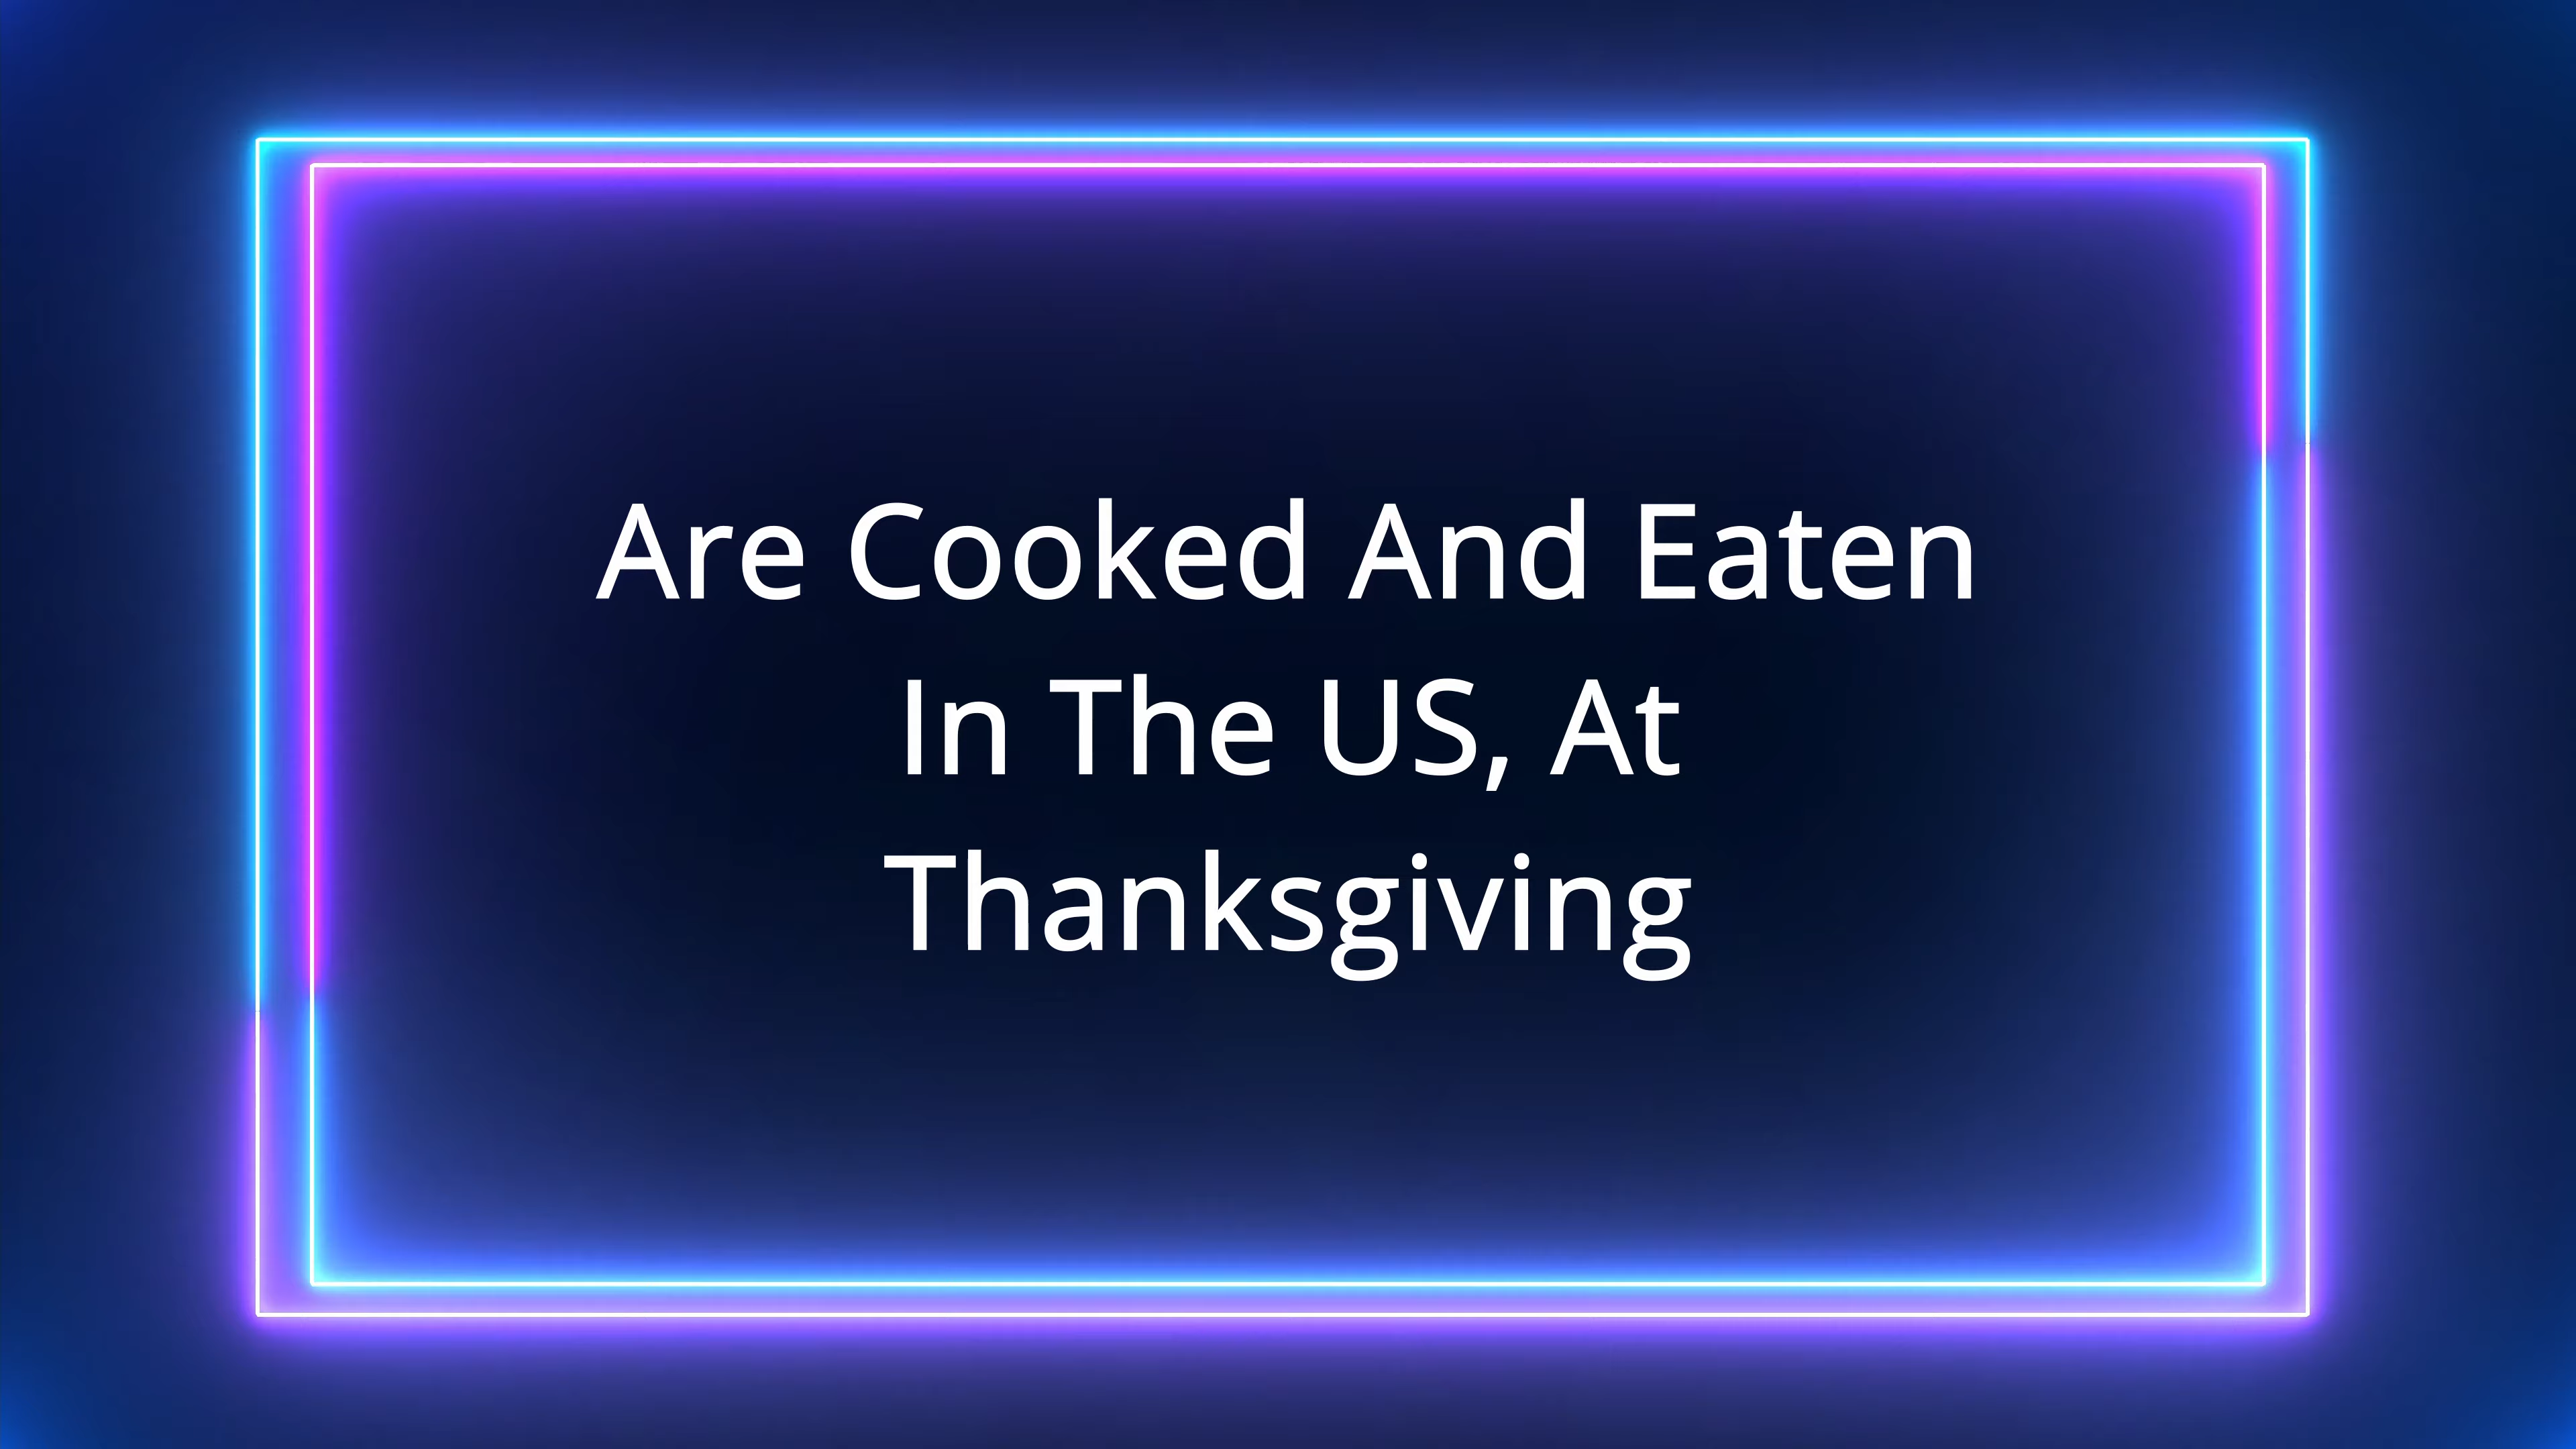 Are Cooked And Eaten
In The US, At
Thanksgiving